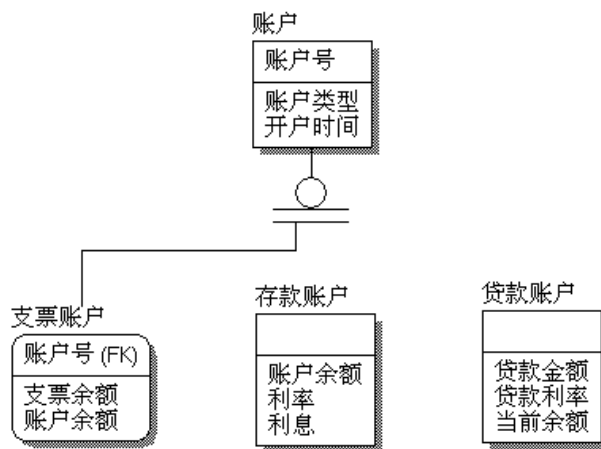 账户
账户号
账户类型
开户时间
支票账户
账户号 (FK)
支票余额
账户余额
存款账户
账户余额
利率
利息
贷款账户
贷款金额
贷款利率
当前余额